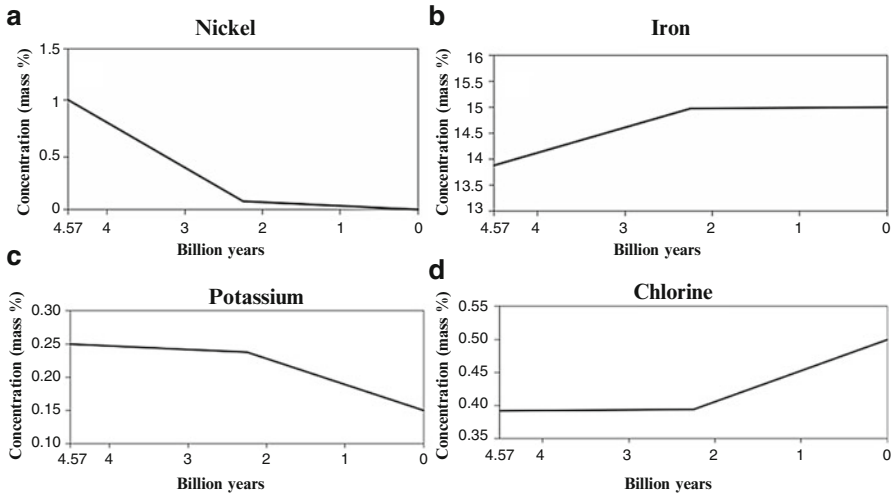 a
Nickel
Concentration (mass %)
1.5
1
0.5
0
4.57 4 3 2 1 0
Billion years
b
Iron
Concentration (mass %)
16
15.5
15
14.5
14
13.5
13
4.57 4 3 2 1 0
Billion years
c
Potassium
Concentration (mass %)
0.30
0.25
0.20
0.15
0.10
4.57 4 3 2 1 0
Billion years
d
Chlorine
Concentration (mass %)
0.55
0.50
0.45
0.40
0.35
4.57 4 3 2 1 0
Billion years